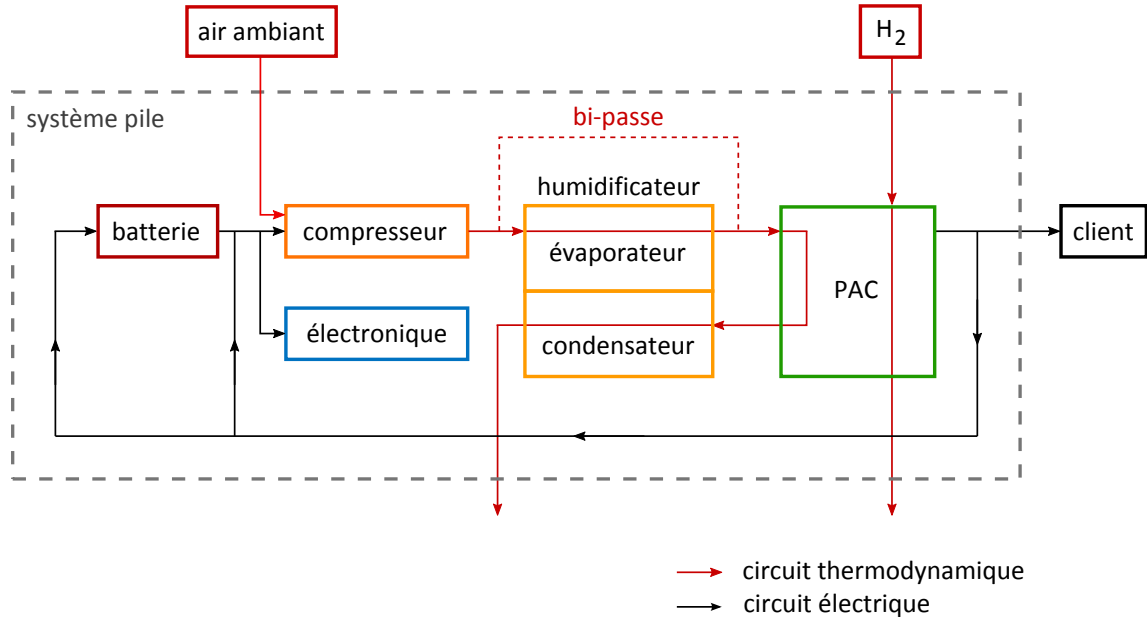 air ambiant
H2
système pile
bi-passe
humidificateur
batterie
compresseur
évaporateur
PAC
client
électronique
condensateur
circuit thermodynamique
circuit électrique